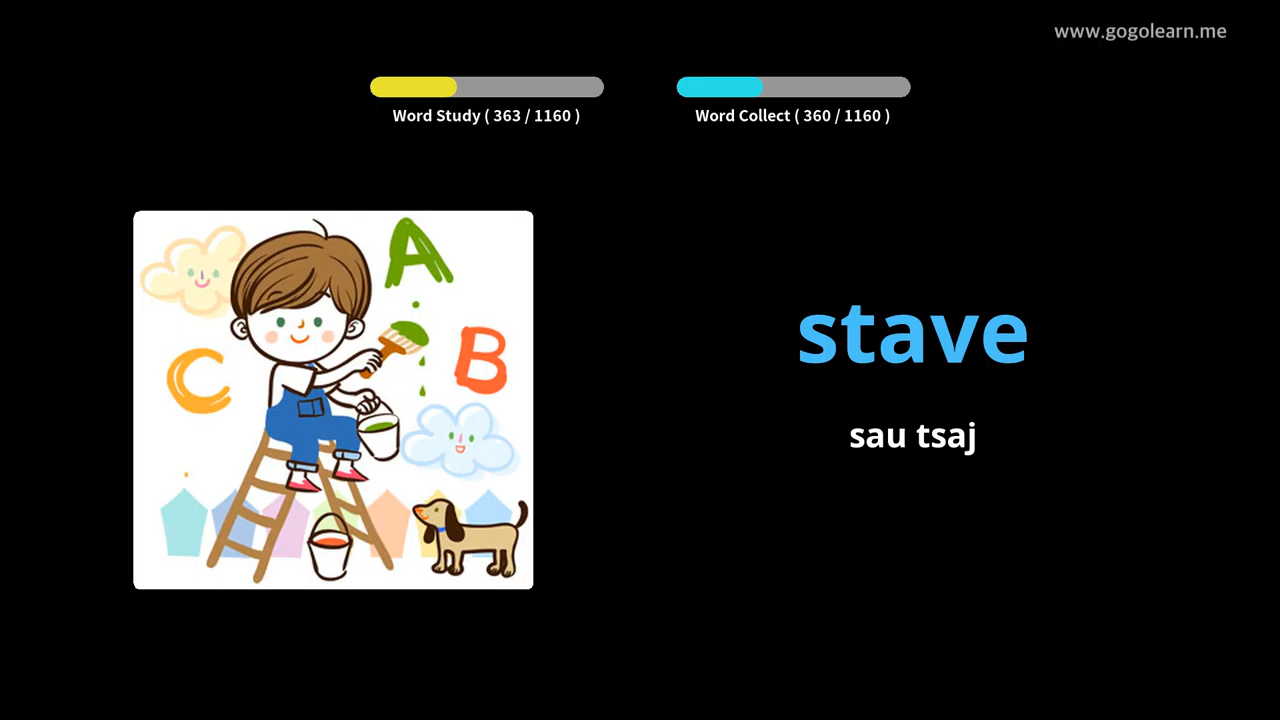 www.gogolearn.me
Word Study ( 363 / 1160 )
Word Collect ( 360 / 1160 )
A
B
C
stave
sau tsaj